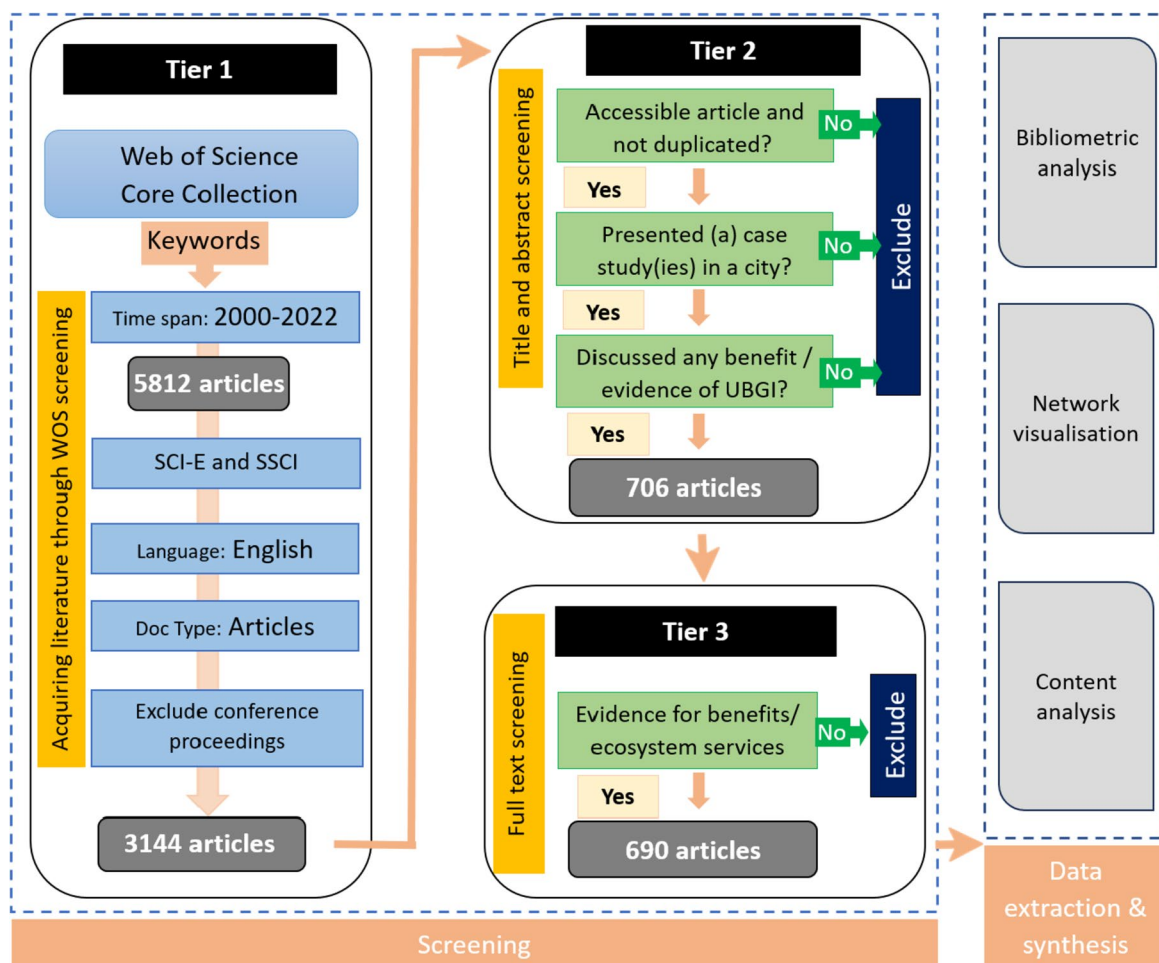 Tier 1
Web of Science
Core Collection
Keywords
Acquiring literature through WOS screening
Time span: 2000-2022
5812 articles
SCI-E and SSCI
Language: English
Doc Type: Articles
Exclude conference
proceedings
3144 articles
Tier 2
Title and abstract screening
Accessible article and
not duplicated?
No
Yes
Presented (a) case
study(ies) in a city?
No
Yes
Discussed any benefit /
evidence of UBGI?
No
Yes
Exclude
706 articles
Tier 3
Full text screening
Evidence for benefits/
ecosystem services
No
Exclude
Yes
690 articles
Screening
Bibliometric
analysis
Network
visualisation
Content
analysis
Data
extraction &
synthesis